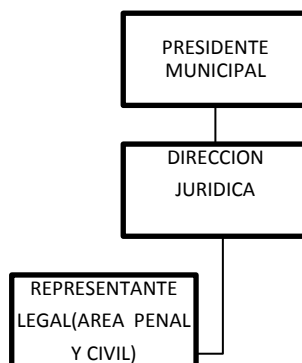 PRESIDENTE
MUNICIPAL
DIRECCION
JURIDICA
REPRESENTANTE
LEGAL(AREA PENAL
Y CIVIL)